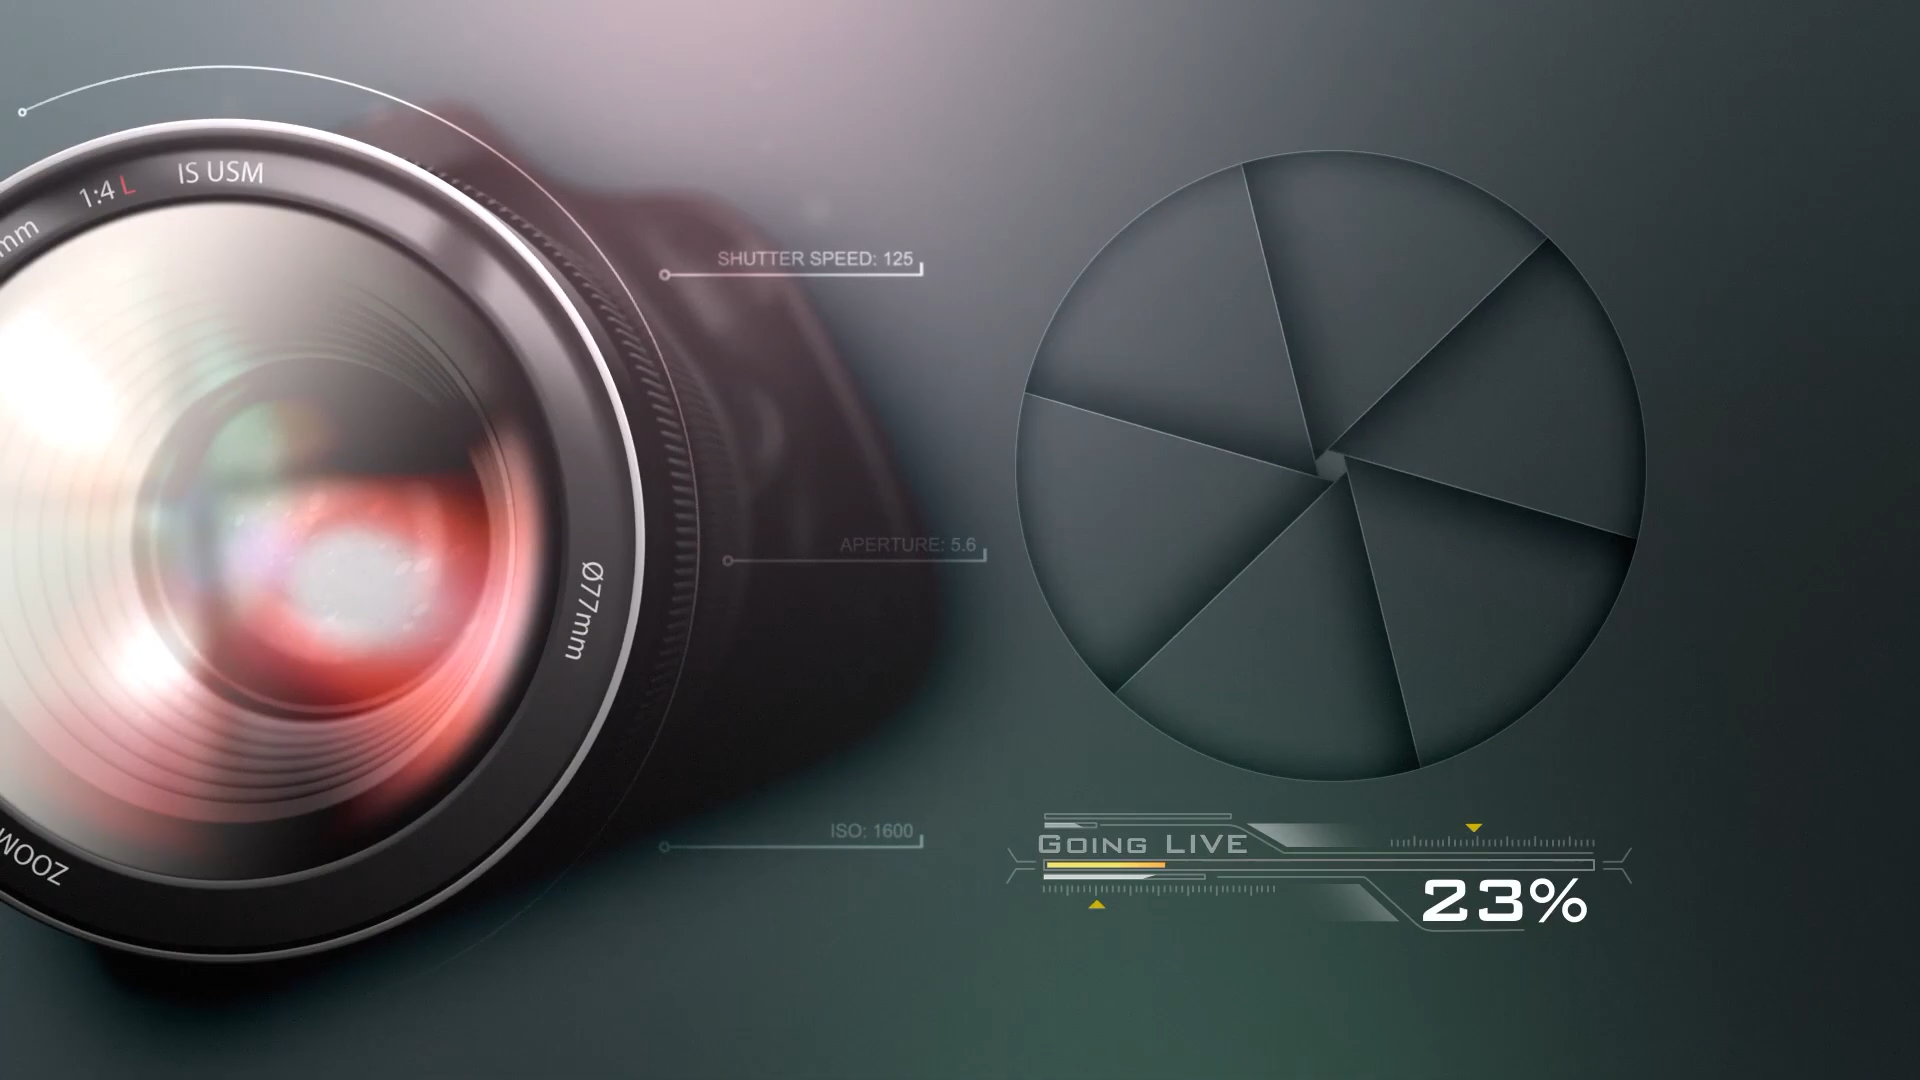 mm 1:4 L IS USM
SHUTTER SPEED: 125
APERTURE: 5.6
Ø77mm
ISO: 1600
ZOOM
Going LIVE
23%